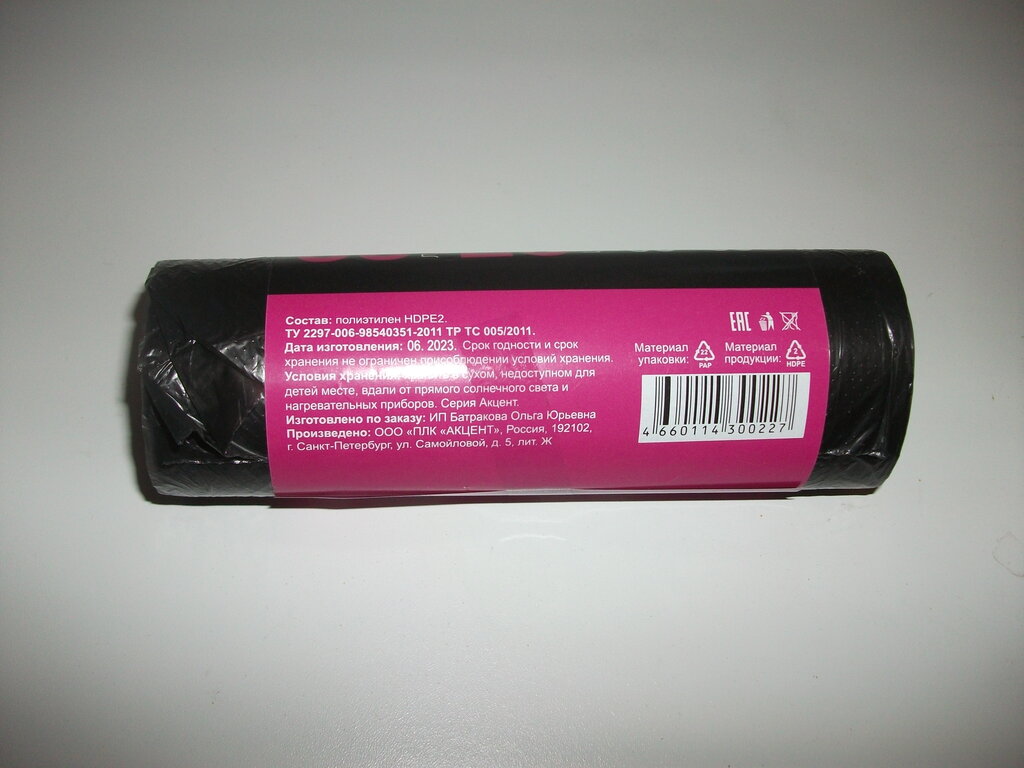 Состав: полиэтилен HDPE2.
ТУ 2297-006-98540351-2011 ТР ТС 005/2011.
Дата изготовления: 06. 2023. Срок годности и срок
хранения не ограничен присоблюдении условий хранения.
Условия хранения: сухом, недоступном для
детей месте, вдали от прямого солнечного света и
нагревательных приборов. Серия Акцент.
Изготовлено по заказу: ИП Батракова Ольга Юрьевна
Произведено: ООО «ПЛК «АКЦЕНТ», Россия, 192102,
г. Санкт-Петербург, ул. Самойловой, д. 5, лит. Ж
EAC
Материал
упаковки:
22
PAP
Материал
продукции:
2
HDPE
4 660114 300227